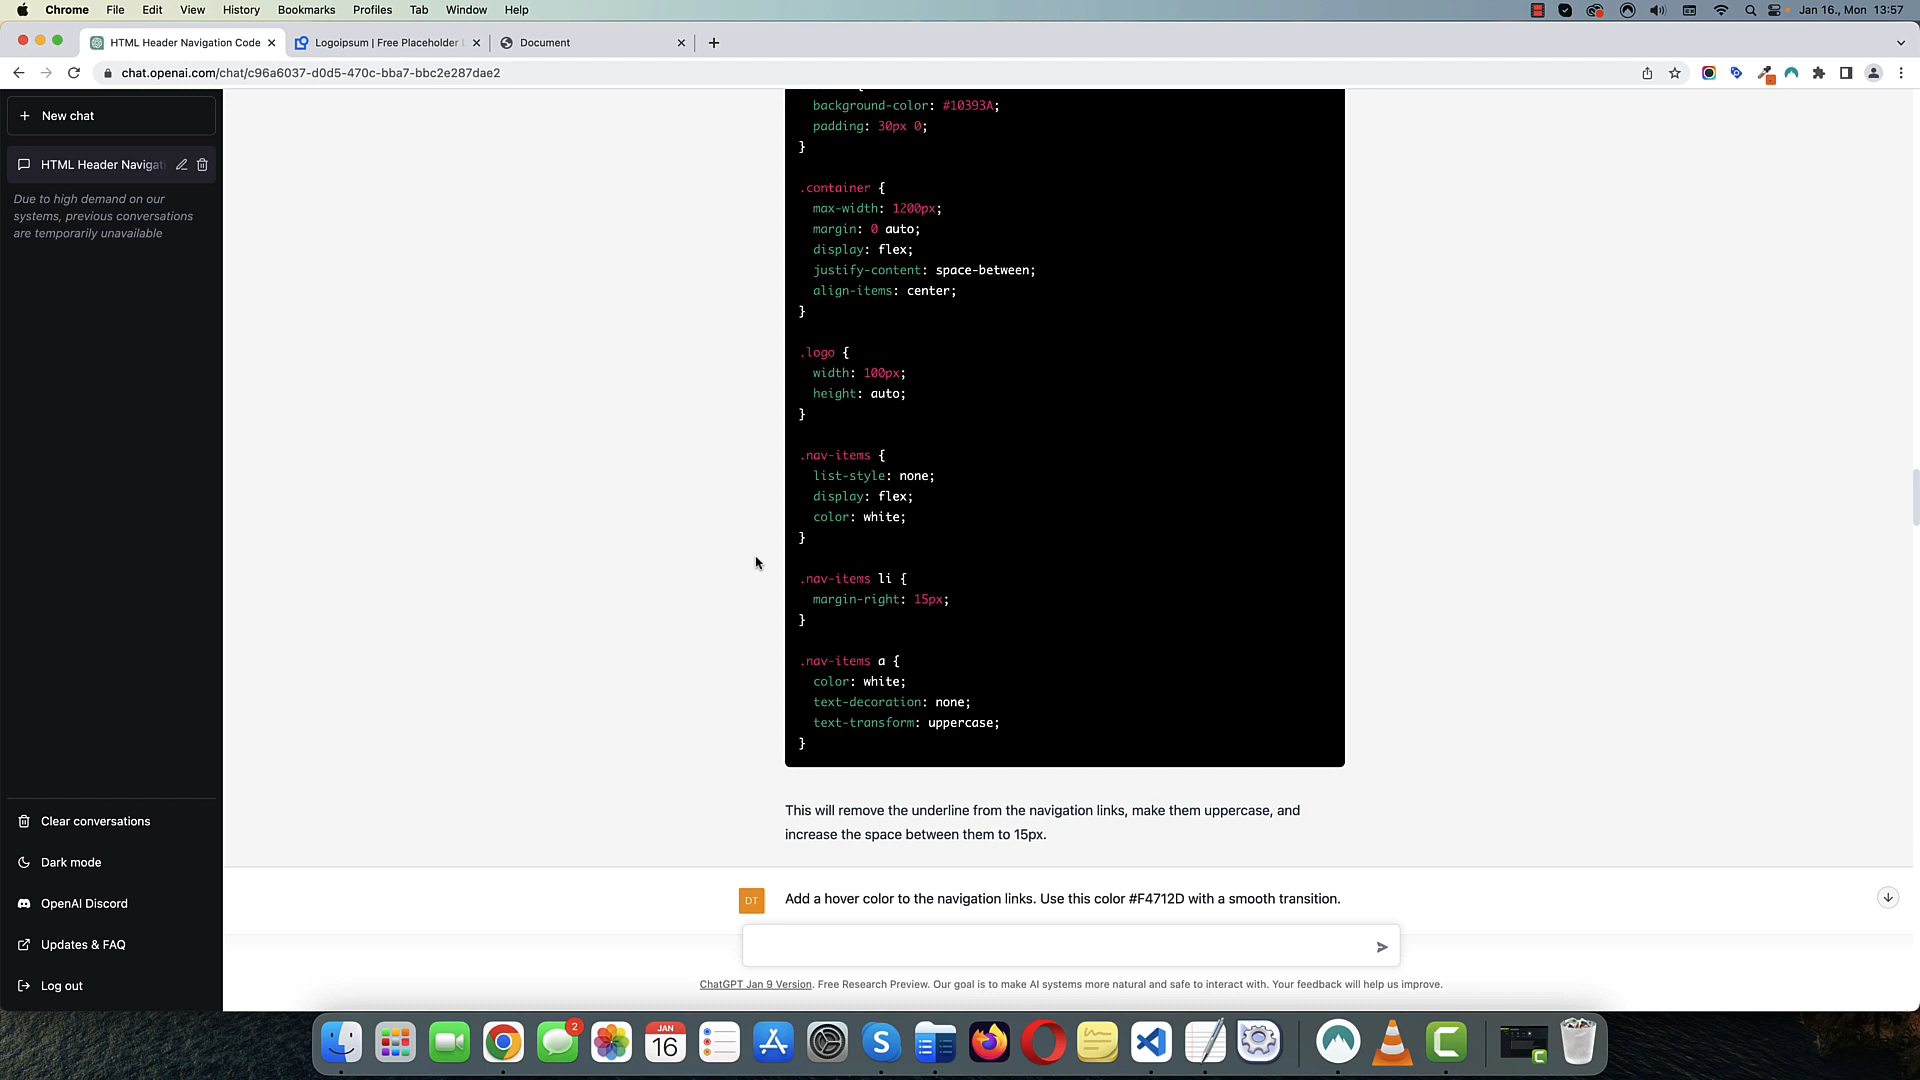 Chrome File Edit View History Bookmarks Profiles Tab Window Help Jan 16., Mon 13:57
HTML Header Navigation Code Logoipsum | Free Placeholder Document
chat.openai.com/chat/c96a6037-d0d5-470c-bba7-bbc2e287dae2
New chat
HTML Header Navigat
Due to high demand on our
systems, previous conversations
are temporarily unavailable
background-color: #10393A;
padding: 30px 0;
}
.container {
max-width: 1200px;
margin: 0 auto;
display: flex;
justify-content: space-between;
align-items: center;
}
.logo {
width: 100px;
height: auto;
}
.nav-items {
list-style: none;
display: flex;
color: white;
}
.nav-items li {
margin-right: 15px;
}
.nav-items a {
color: white;
text-decoration: none;
text-transform: uppercase;
}
This will remove the underline from the navigation links, make them uppercase, and
increase the space between them to 15px.
DT Add a hover color to the navigation links. Use this color #F4712D with a smooth transition.
Clear conversations
Dark mode
OpenAI Discord
Updates & FAQ
Log out
ChatGPT Jan 9 Version. Free Research Preview. Our goal is to make AI systems more natural and safe to interact with. Your feedback will help us improve.
2
JAN
16